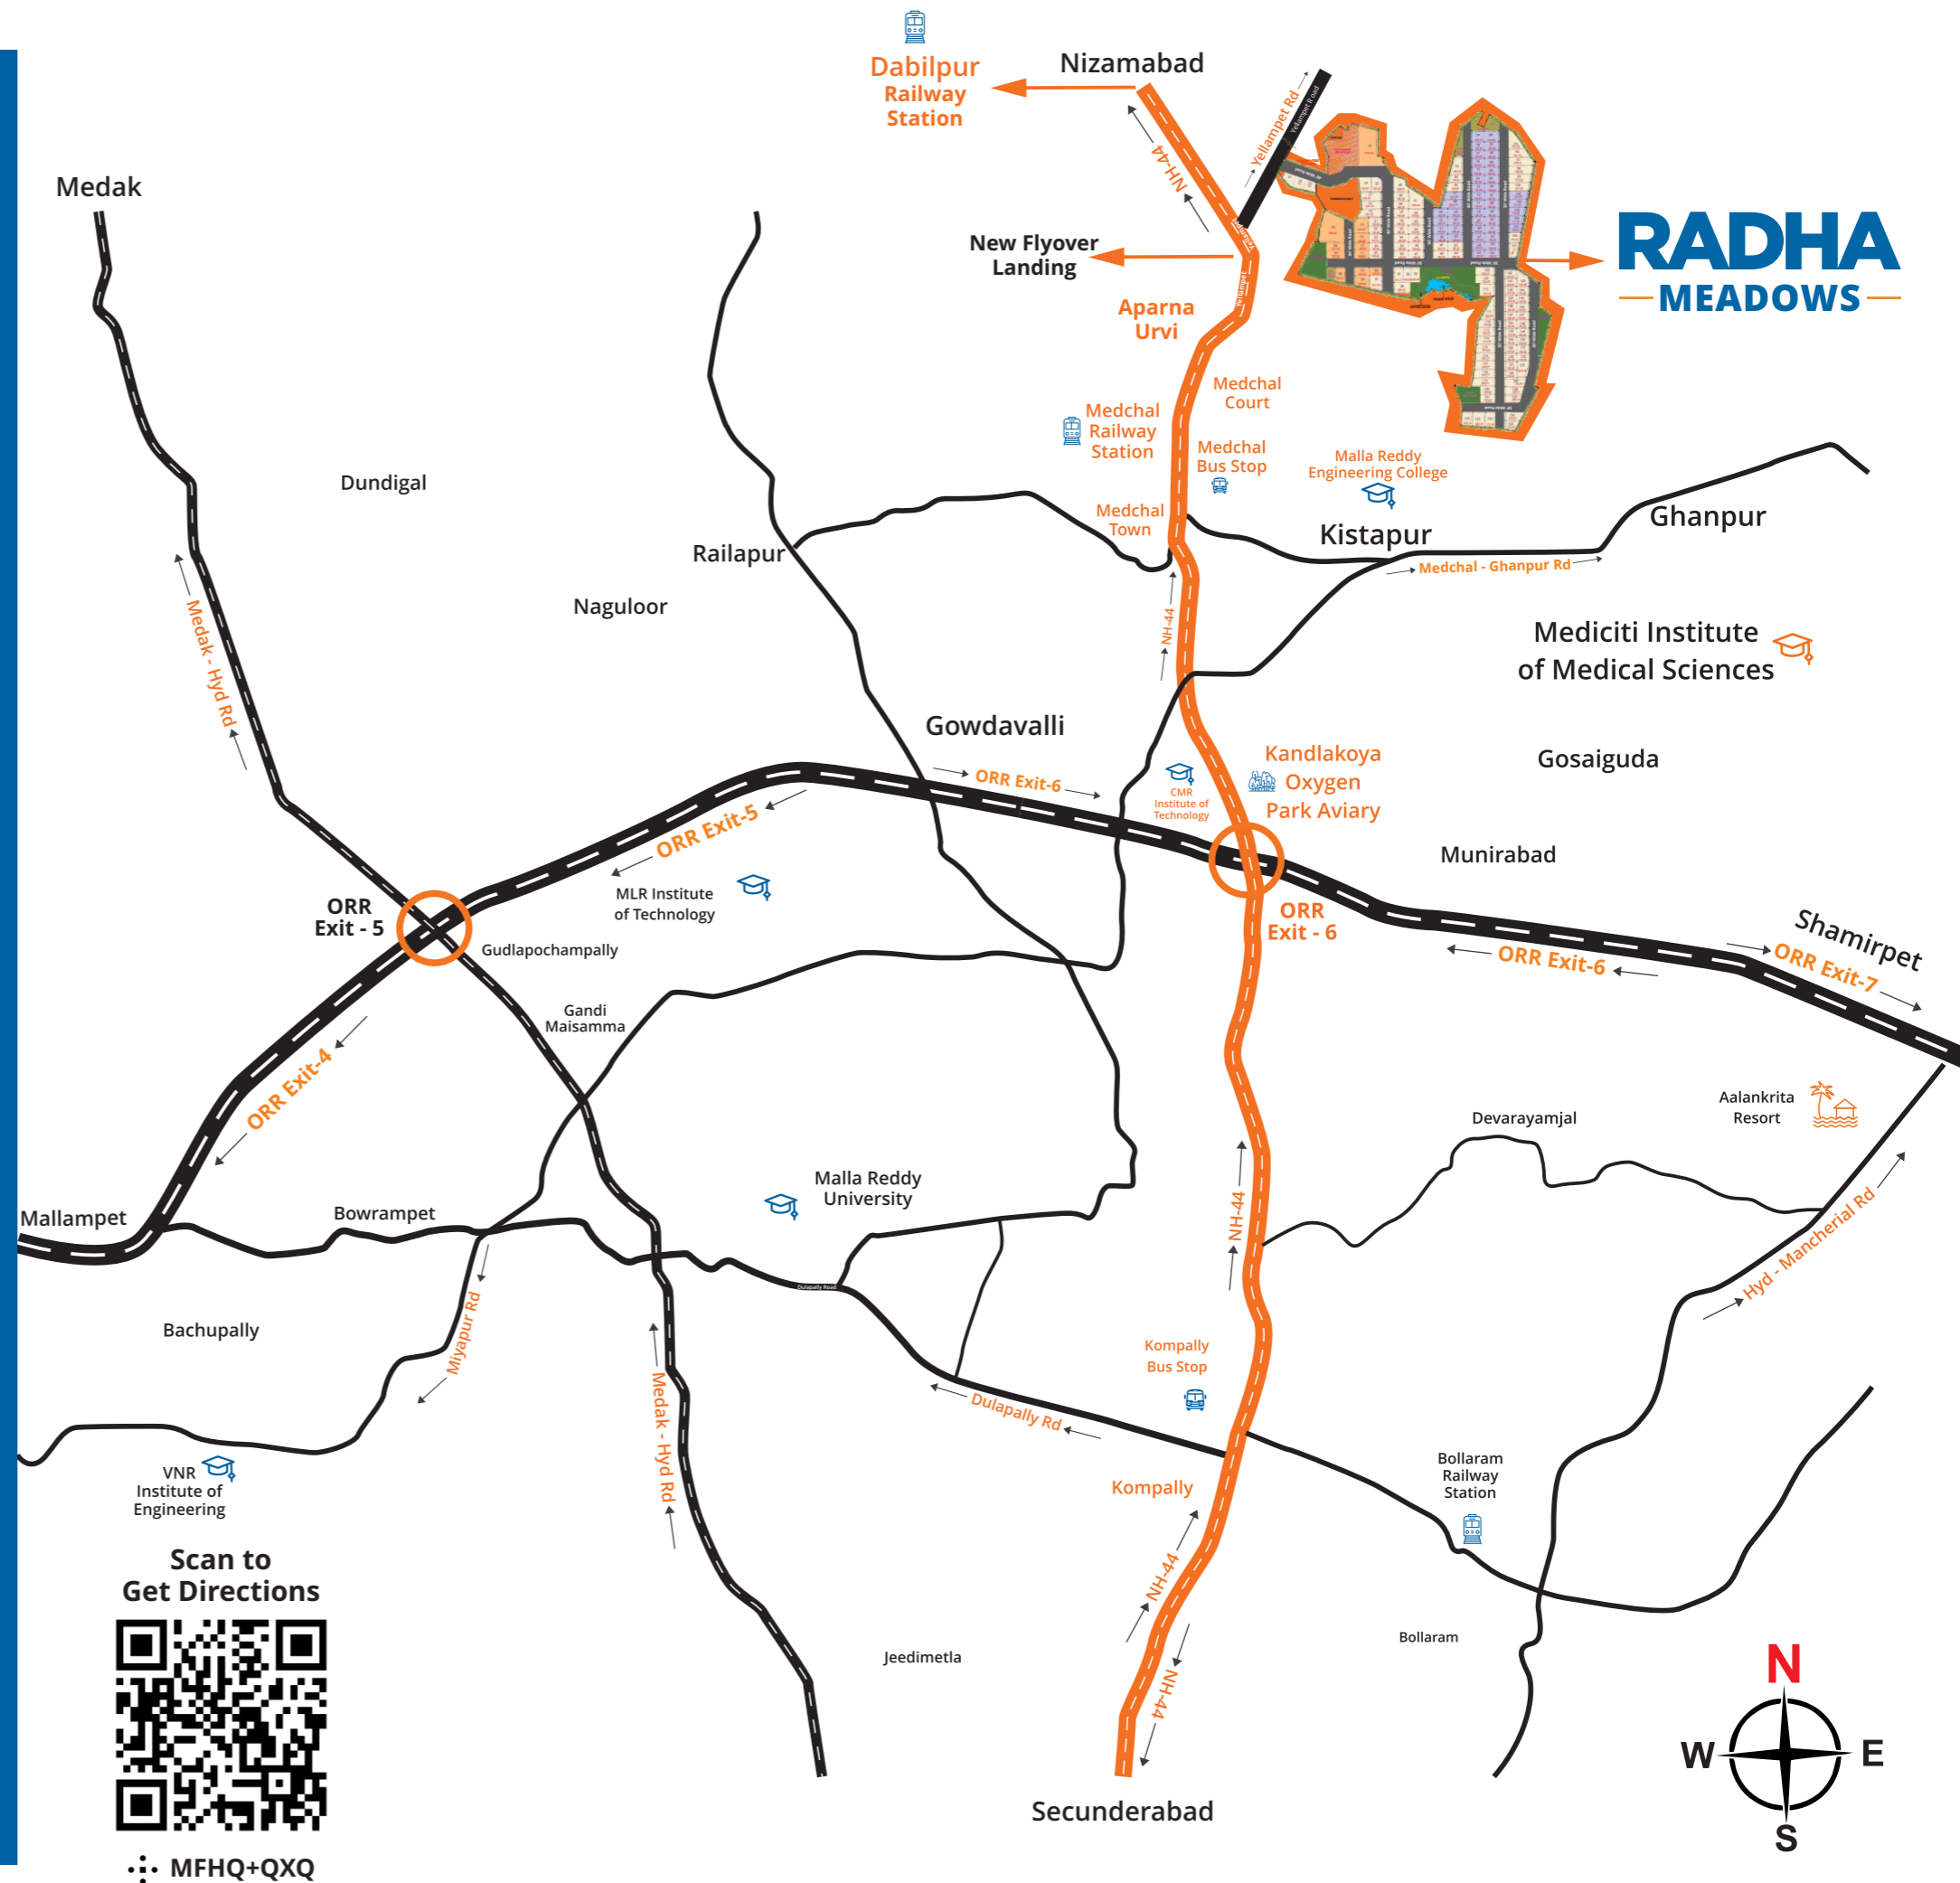 Dabilpur
Railway
Station
Nizamabad
Yellampet Rd
Yellampet Road
NH-44
Medak
New Flyover
Landing
RADHA
MEADOWS
Yellampet
Aparna
Urvi
Medchal
Court
Medchal
Railway
Station
Medchal
Bus Stop
Malla Reddy
Engineering College
Dundigal
Medchal
Town
Kistapur
Ghanpur
Railapur
Medchal - Ghanpur Rd
Naguloor
NH-44
Medak - Hyd Rd
Mediciti Institute
of Medical Sciences
Gowdavalli
Kandlakoya
Oxygen
Park Aviary
Gosaiguda
ORR Exit-6
CMR
Institute of
Technology
ORR Exit-5
Munirabad
MLR Institute
of Technology
ORR
Exit - 5
ORR
Exit - 6
Shamirpet
ORR Exit-6
ORR Exit-7
Gudlapochampally
Gandi
Maisamma
ORR Exit-4
Aalankrita
Resort
Devarayamjal
Malla Reddy
University
Mallampet
Bowrampet
NH-44
Hyd - Mancherial Rd
Dulapally Road
Bachupally
Miyapur Rd
Kompally
Bus Stop
Medak - Hyd Rd
Dulapally Rd
VNR
Institute of
Engineering
Kompally
Bollaram
Railway
Station
Scan to
Get Directions
NH-44
Jeedimetla
Bollaram
NH-44
N
W
E
S
Secunderabad
MFHQ+QXQ